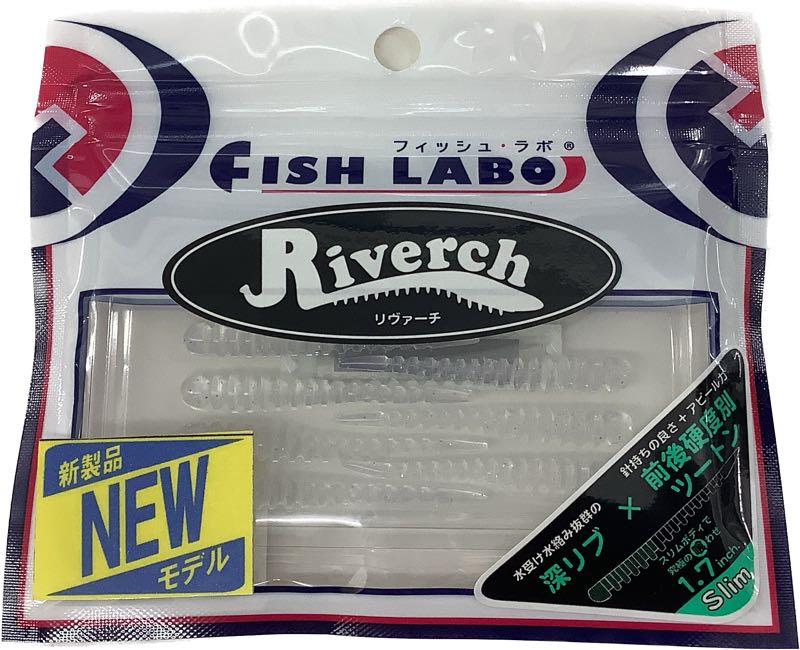 フィッシュ・ラボ®
FISH LABO
Riverch
リヴァーチ
新製品
NEW
モデル
水受け水絡み抜群の
深リブ
×
針持ちの良さ+アピール力
前後硬度別
ツートン
スリムボディで
1.7 inch.
Slim